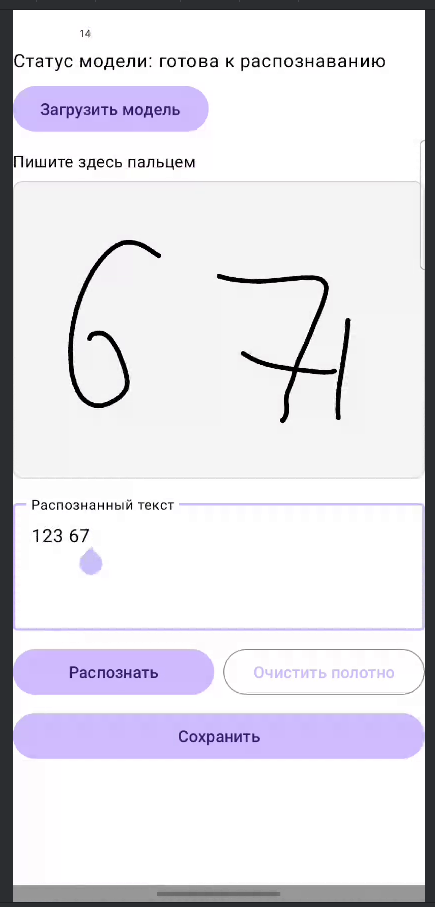 14
Статус модели: готова к распознаванию
Загрузить модель
Пишите здесь пальцем
6 71
Распознанный текст
123 67
Распознать Очистить полотно
Сохранить